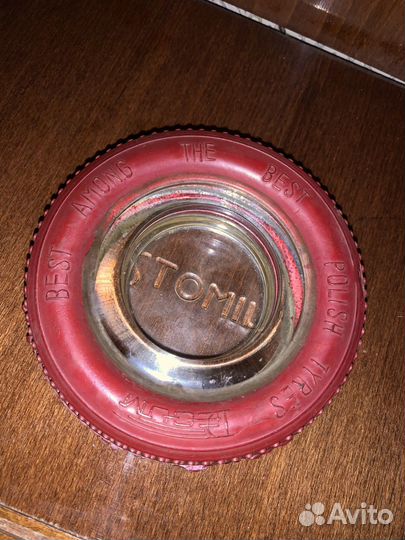 BEST AMONG THE BEST POLISH TYRES
STOMIL
Avito